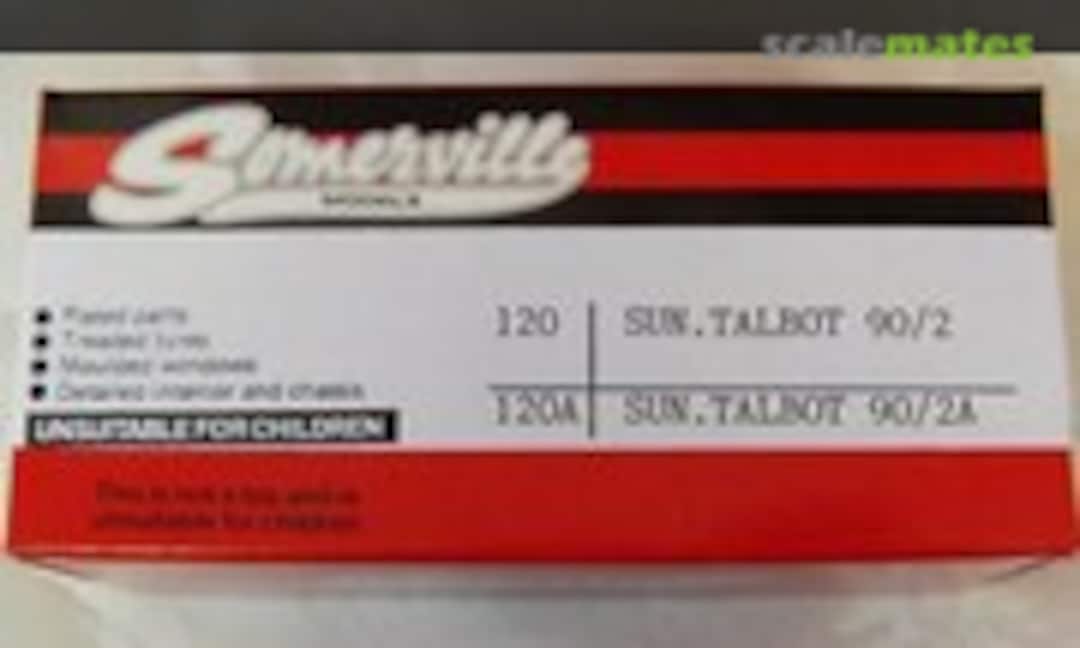 scalemates
Somerville
MODELS
● Plated parts
● Treaded tyres
● Moulded windows
● Detailed interior and chassis
UNSUITABLE FOR CHILDREN
120 SUN.TALBOT 90/2
120A SUN.TALBOT 90/2A
This is not a toy and is
unsuitable for children